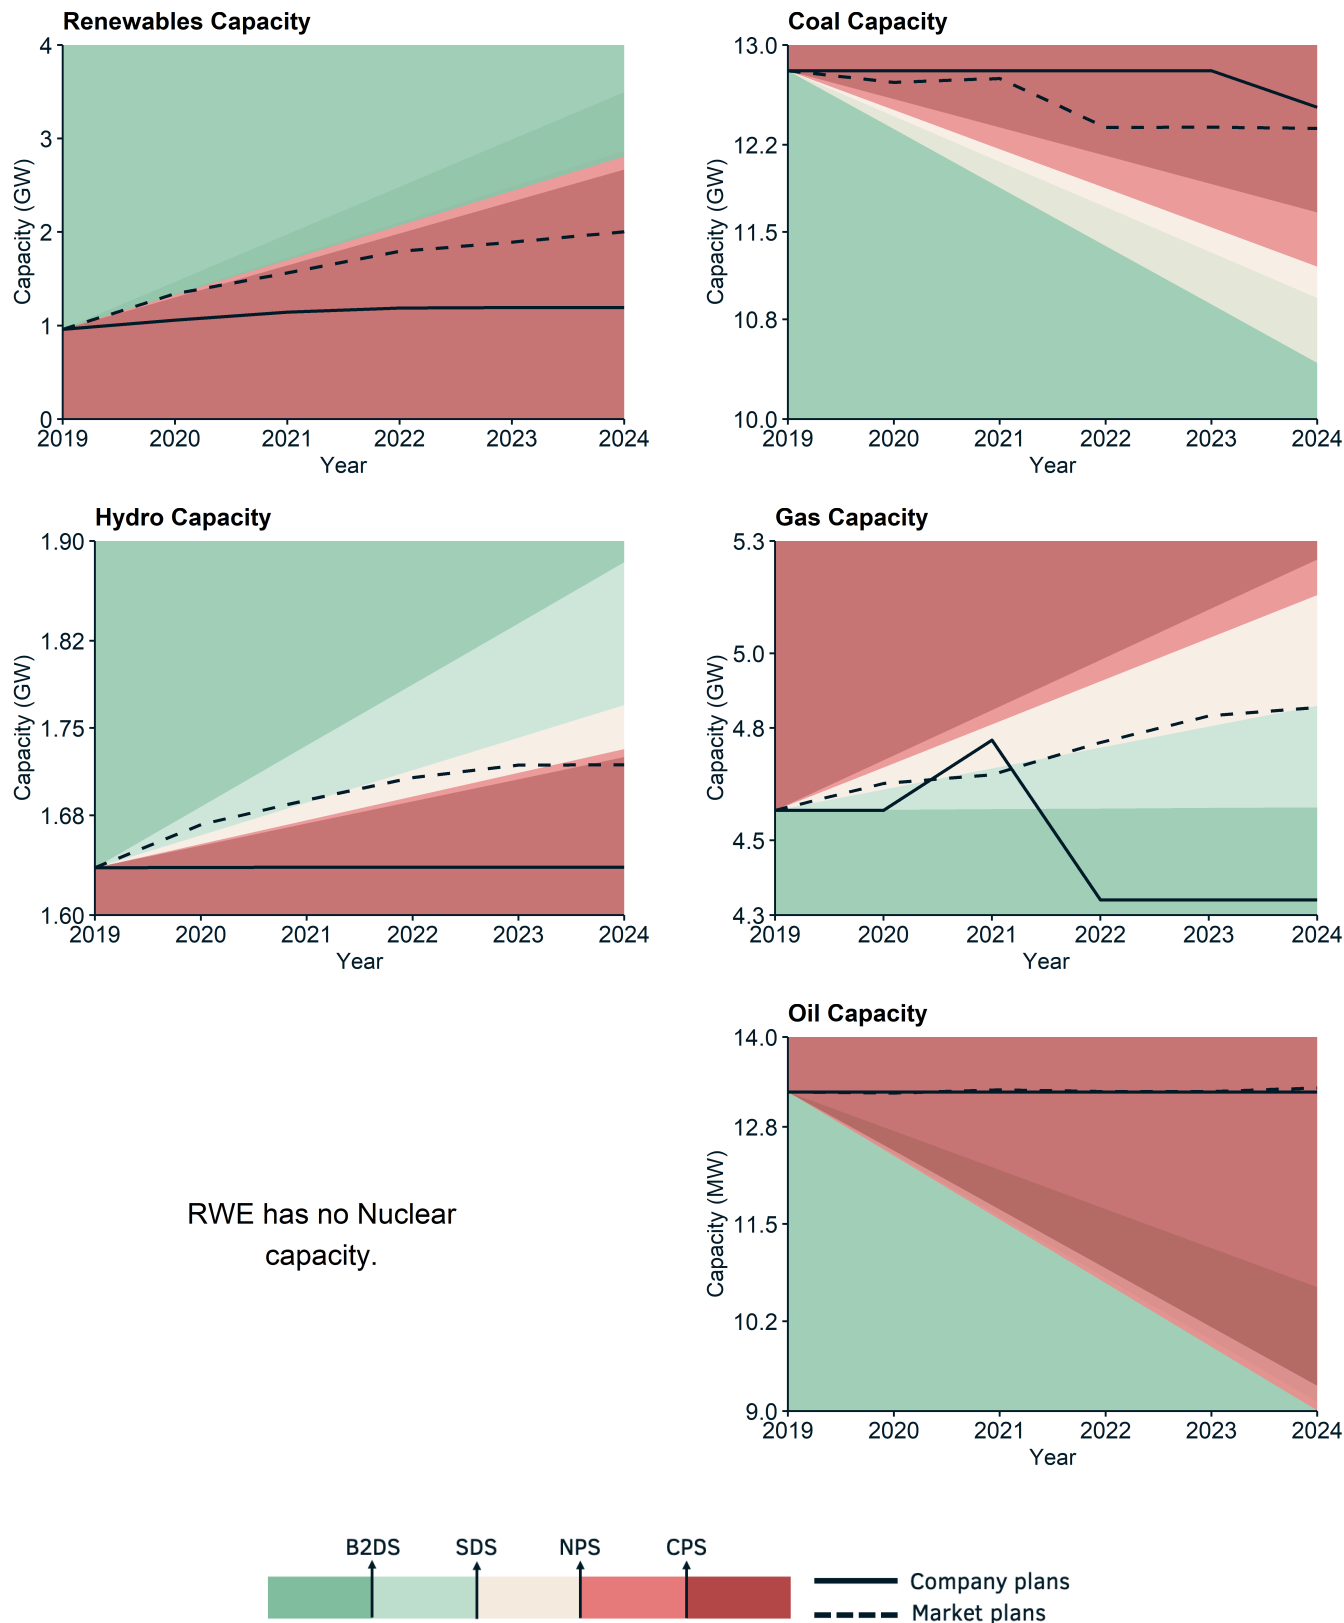 Renewables Capacity
4
3
2
1
0
Capacity (GW)
2019 2020 2021 2022 2023 2024
Year
Coal Capacity
13.0
12.2
11.5
10.8
10.0
Capacity (GW)
2019 2020 2021 2022 2023 2024
Year
Hydro Capacity
1.90
1.82
1.75
1.68
1.60
Capacity (GW)
2019 2020 2021 2022 2023 2024
Year
Gas Capacity
5.3
5.0
4.8
4.5
4.3
Capacity (GW)
2019 2020 2021 2022 2023 2024
Year
RWE has no Nuclear
capacity.
Oil Capacity
14.0
12.8
11.5
10.2
9.0
Capacity (MW)
2019 2020 2021 2022 2023 2024
Year
B2DS SDS NPS CPS
Company plans
Market plans